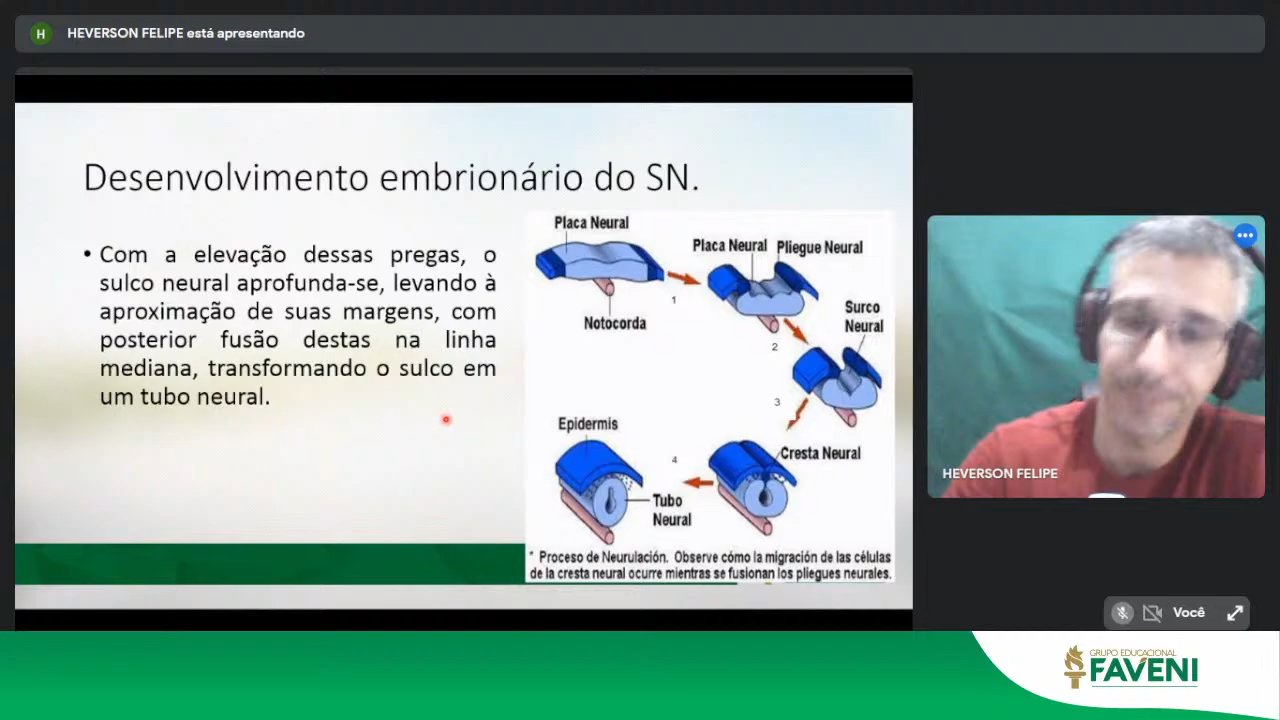 H HEVERSON FELIPE está apresentando
Desenvolvimento embrionário do SN.
• Com a elevação dessas pregas, o
sulco neural aprofunda-se, levando à
aproximação de suas margens, com
posterior fusão destas na linha
mediana, transformando o sulco em
um tubo neural.
Placa Neural
Notocorda
1
Placa Neural
Pliegue Neural
2
Surco
Neural
3
Cresta Neural
4
Epidermis
Tubo
Neural
* Proceso de Neurulación. Observe cómo la migración de las células
de la cresta neural ocurre mientras se fusionan los pliegues neurales.
HEVERSON FELIPE
Você
GRUPO EDUCACIONAL
FAVENI